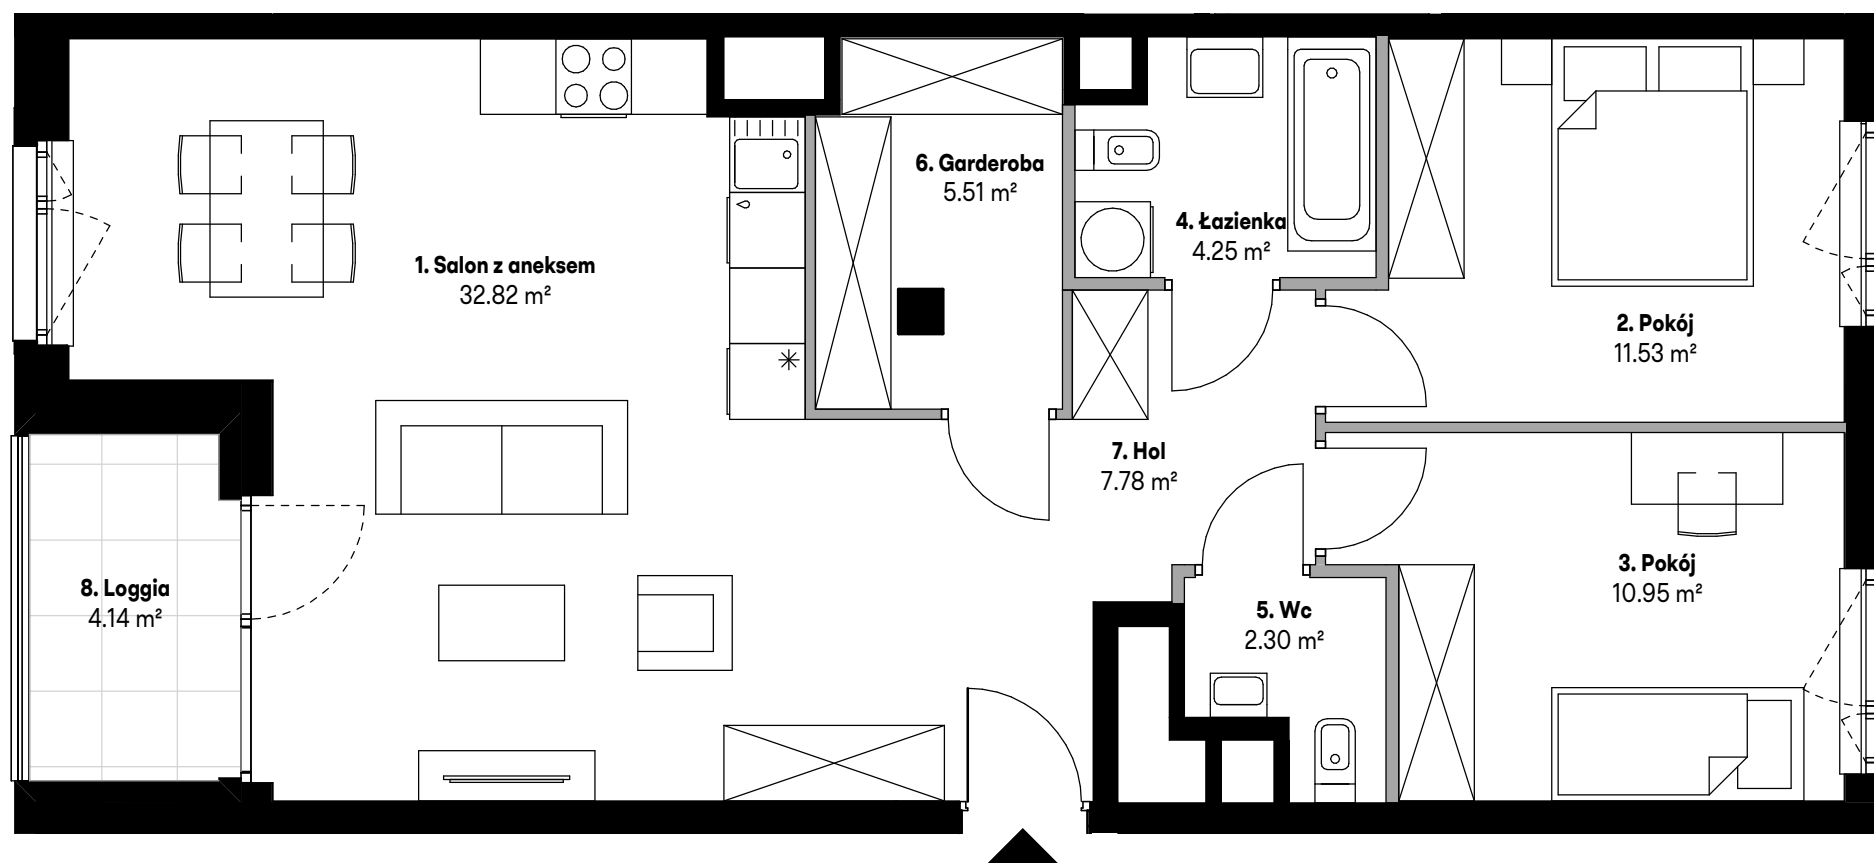 6. Garderoba
5.51 m²
4. Łazienka
4.25 m²
1. Salon z aneksem
32.82 m²
2. Pokój
11.53 m²
7. Hol
7.78 m²
3. Pokój
10.95 m²
8. Loggia
4.14 m²
5. Wc
2.30 m²